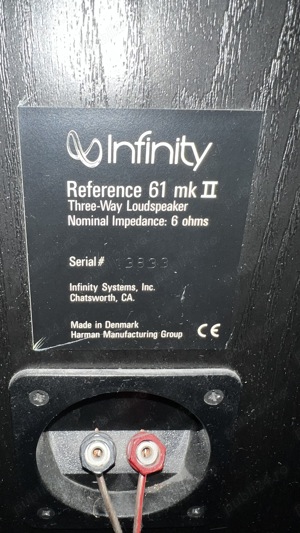 Infinity
Reference 61 mk II
Three-Way Loudspeaker
Nominal Impedance: 6 ohms
Serial#
Infinity Systems, Inc.
Chatsworth, CA.
Made in Denmark
Harman Manufacturing Group CE